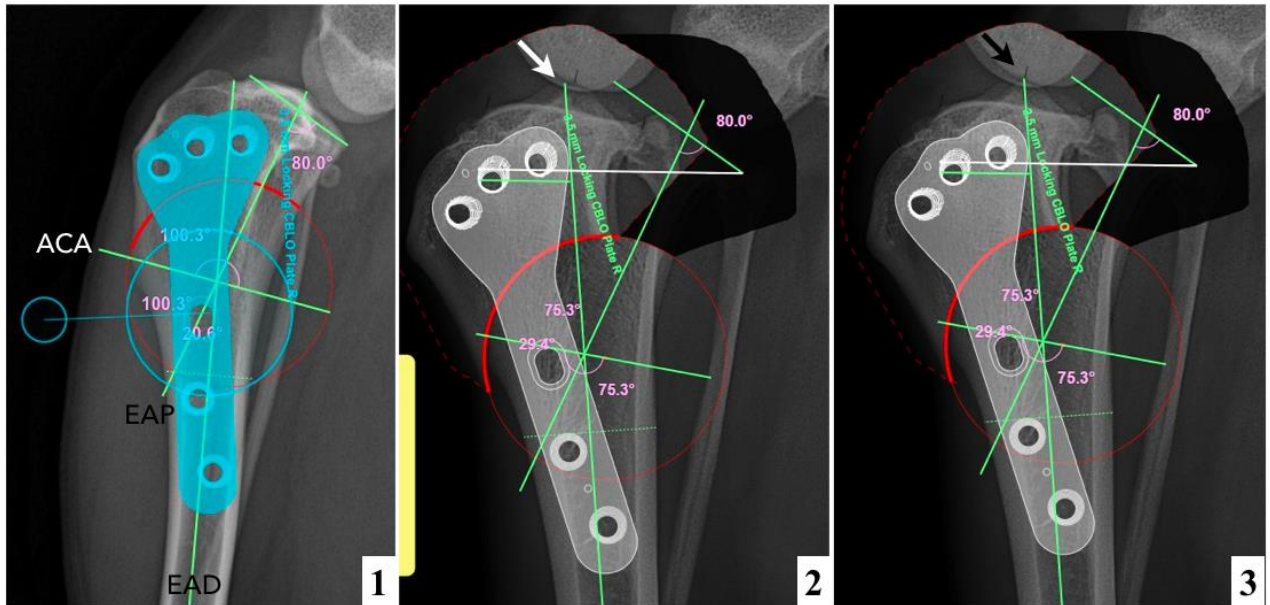 80.0°
3.5 mm Locking CBLO Plate R
ACA
100.3°
100.3°
20.6°
EAP
EAD
1
80.0°
3.5 mm Locking CBLO Plate R
75.3°
29.4°
75.3°
2
80.0°
3.5 mm Locking CBLO Plate R
75.3°
29.4°
75.3°
3